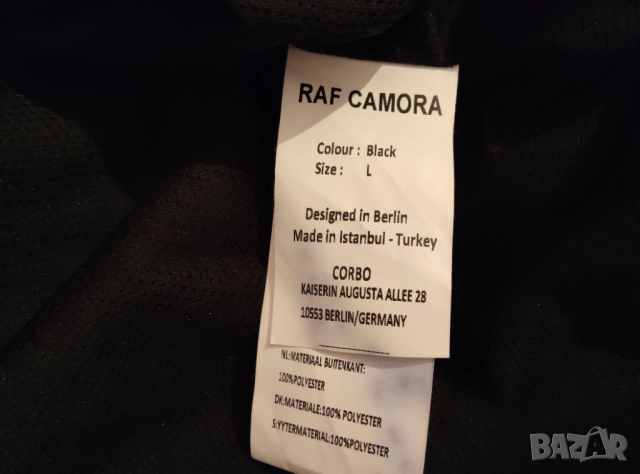 RAF CAMORA
Colour : Black
Size : L
Designed in Berlin
Made in Istanbul - Turkey
CORBO
KAISERIN AUGUSTA ALLEE 28
10553 BERLIN/GERMANY
NL:MATERIAAL BUITENKANT:
100%POLYESTER
DK:MATERIALE:100% POLYESTER
S:YYTERMATERIAL:100%POLYESTER
BAZAR